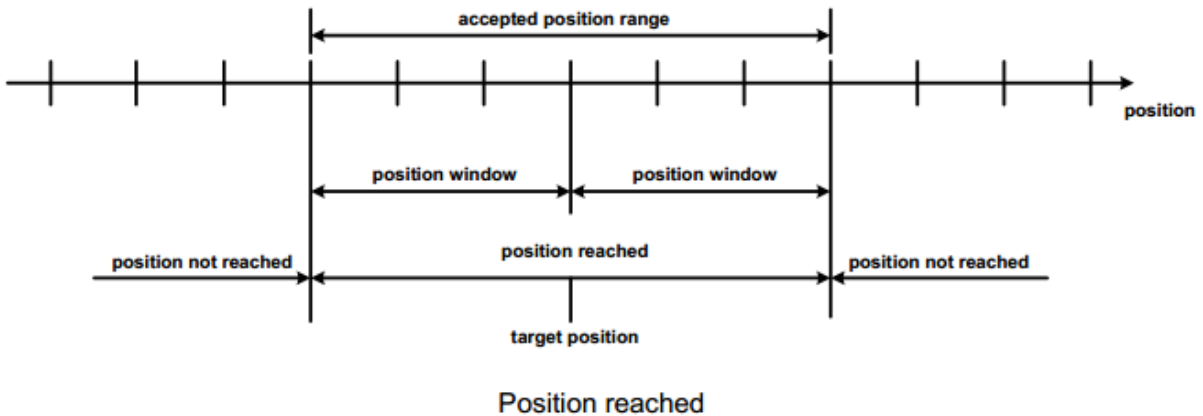 accepted position range
position
position window
position window
position not reached
position reached
position not reached
target position
Position reached